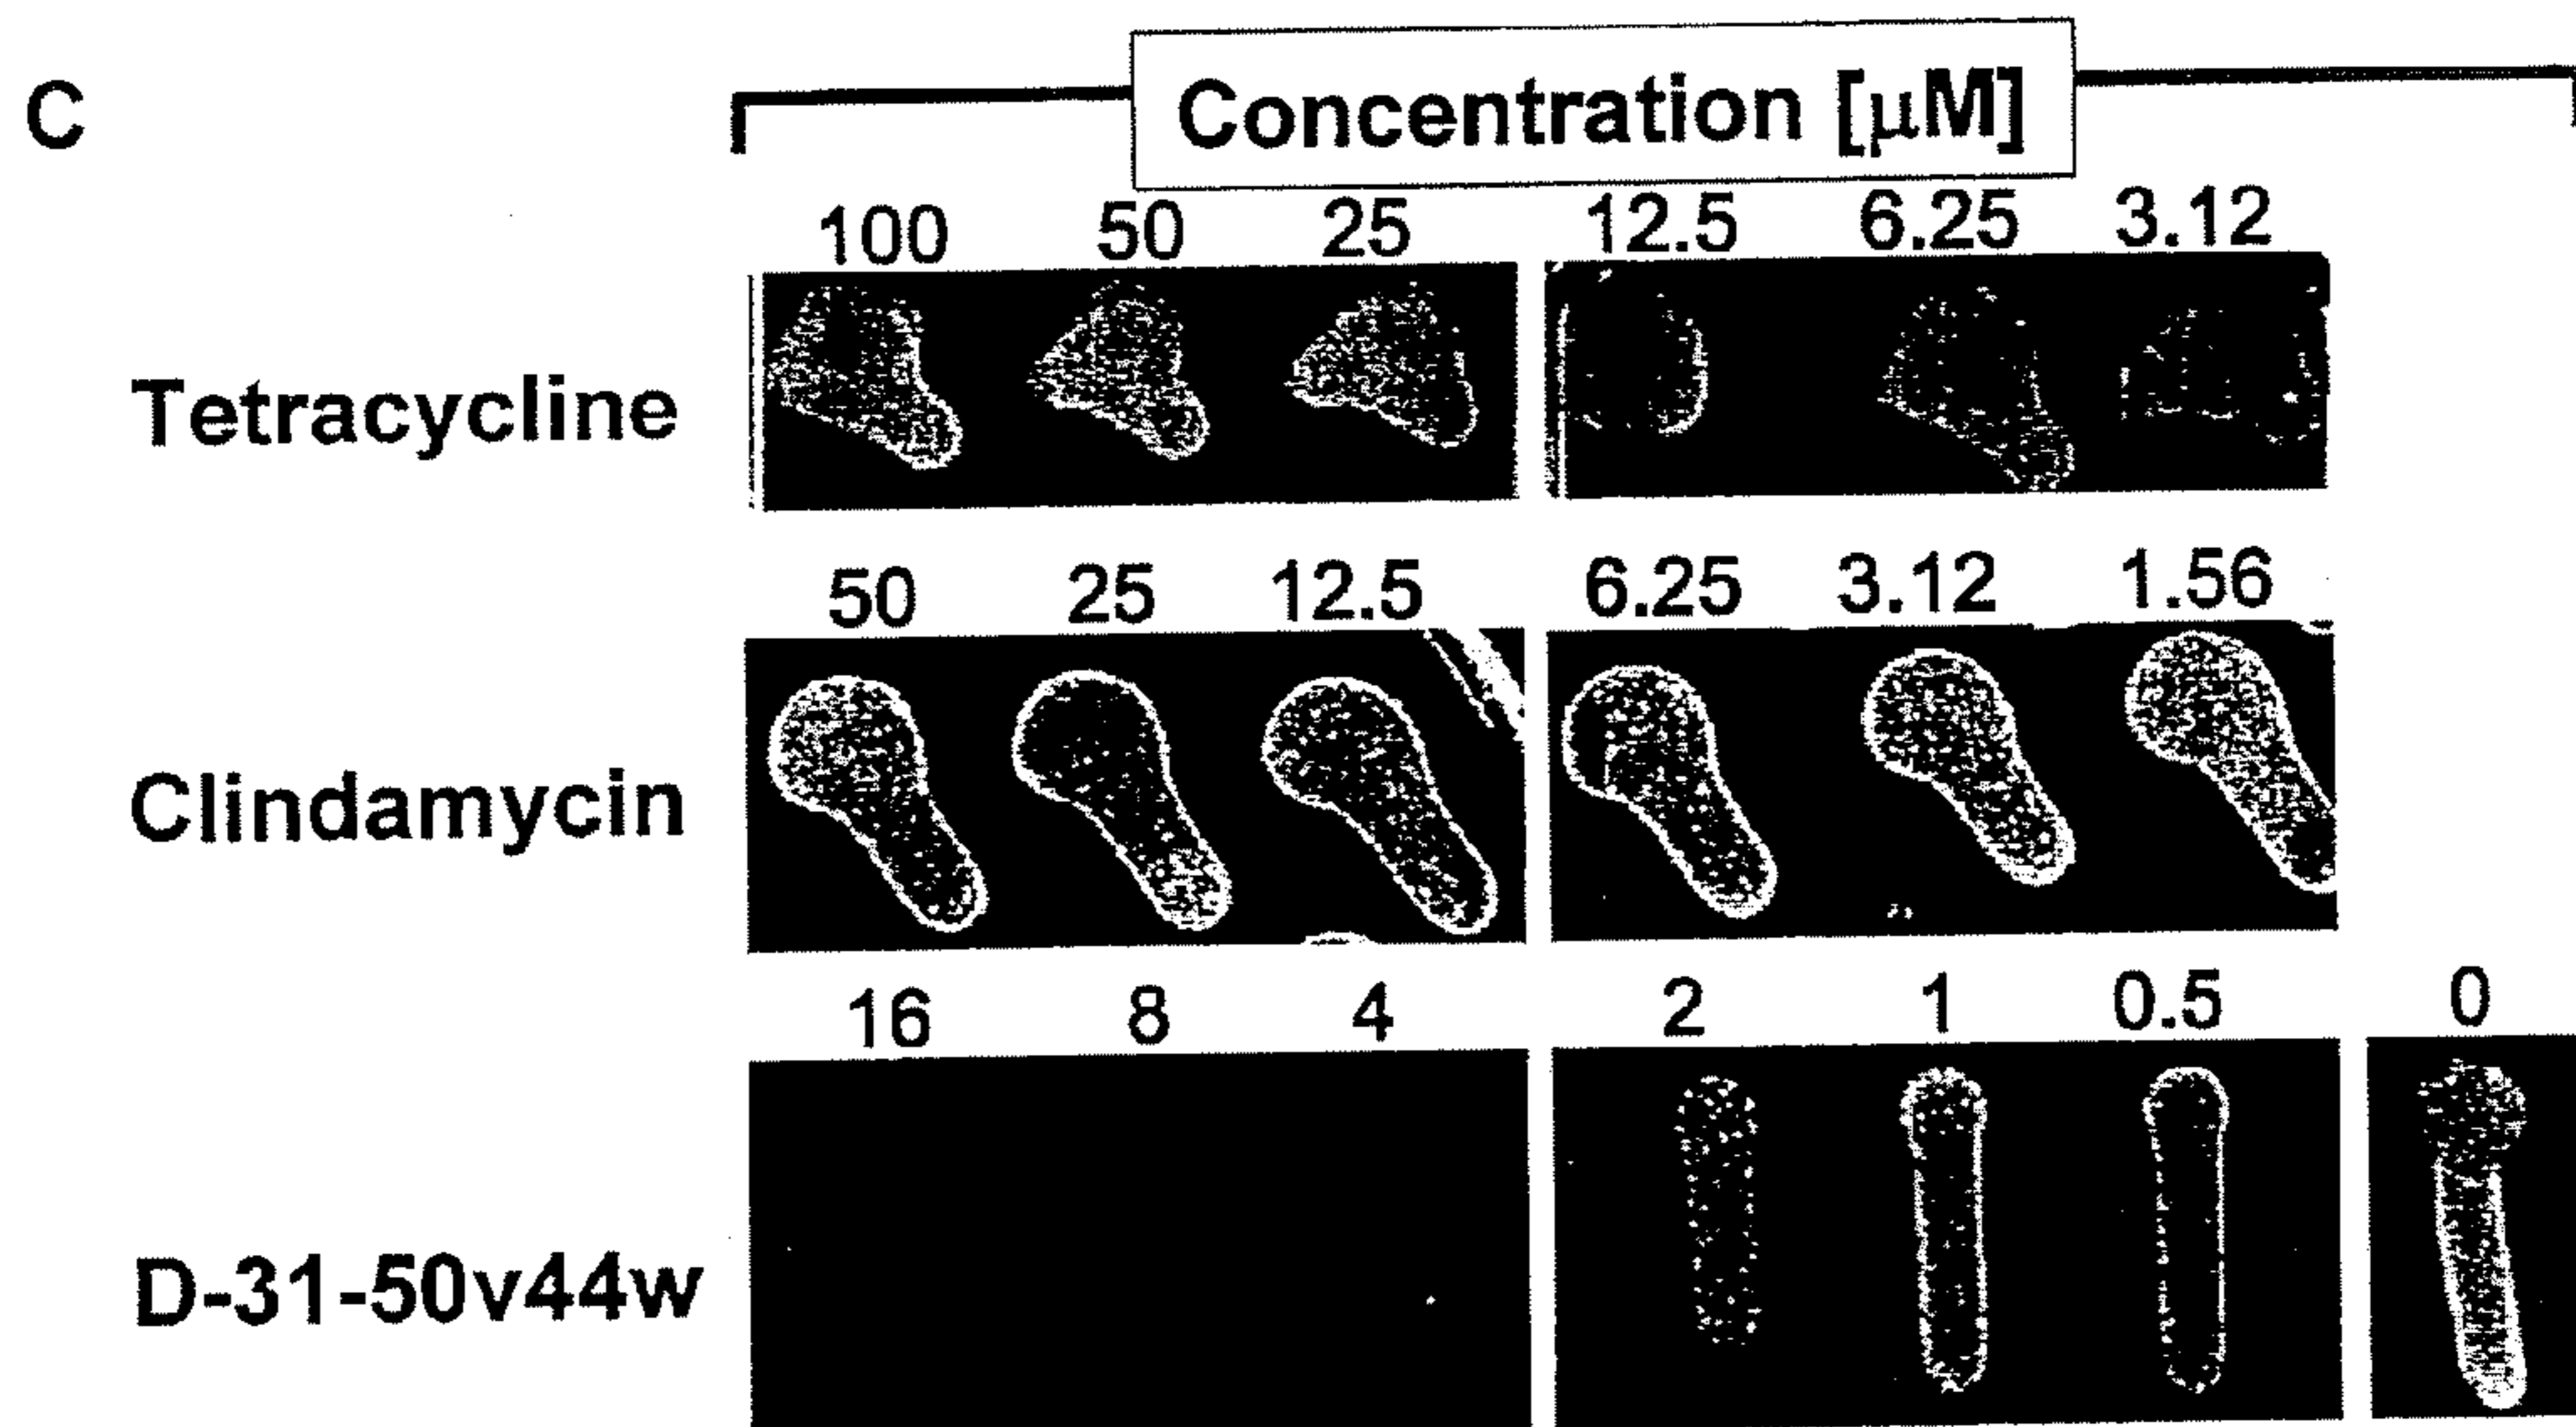 C
Concentration [μM]
100 50 25 12.5 6.25 3.12
Tetracycline
50 25 12.5 6.25 3.12 1.56
Clindamycin
16 8 4 2 1 0.5 0
D-31-50v44w